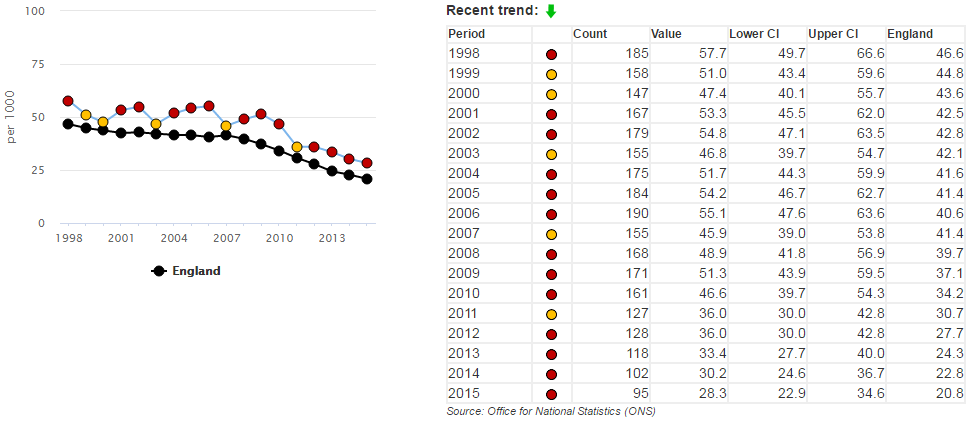 100
75
50
25
0
per 1000
1998 2001 2004 2007 2010 2013
England
Recent trend:
Period Count Value Lower CI Upper CI England
1998 185 57.7 49.7 66.6 46.6
1999 158 51.0 43.4 59.6 44.8
2000 147 47.4 40.1 55.7 43.6
2001 167 53.3 45.5 62.0 42.5
2002 179 54.8 47.1 63.5 42.8
2003 155 46.8 39.7 54.7 42.1
2004 175 51.7 44.3 59.9 41.6
2005 184 54.2 46.7 62.7 41.4
2006 190 55.1 47.6 63.6 40.6
2007 155 45.9 39.0 53.8 41.4
2008 168 48.9 41.8 56.9 39.7
2009 171 51.3 43.9 59.5 37.1
2010 161 46.6 39.7 54.3 34.2
2011 127 36.0 30.0 42.8 30.7
2012 128 36.0 30.0 42.8 27.7
2013 118 33.4 27.7 40.0 24.3
2014 102 30.2 24.6 36.7 22.8
2015 95 28.3 22.9 34.6 20.8
Source: Office for National Statistics (ONS)